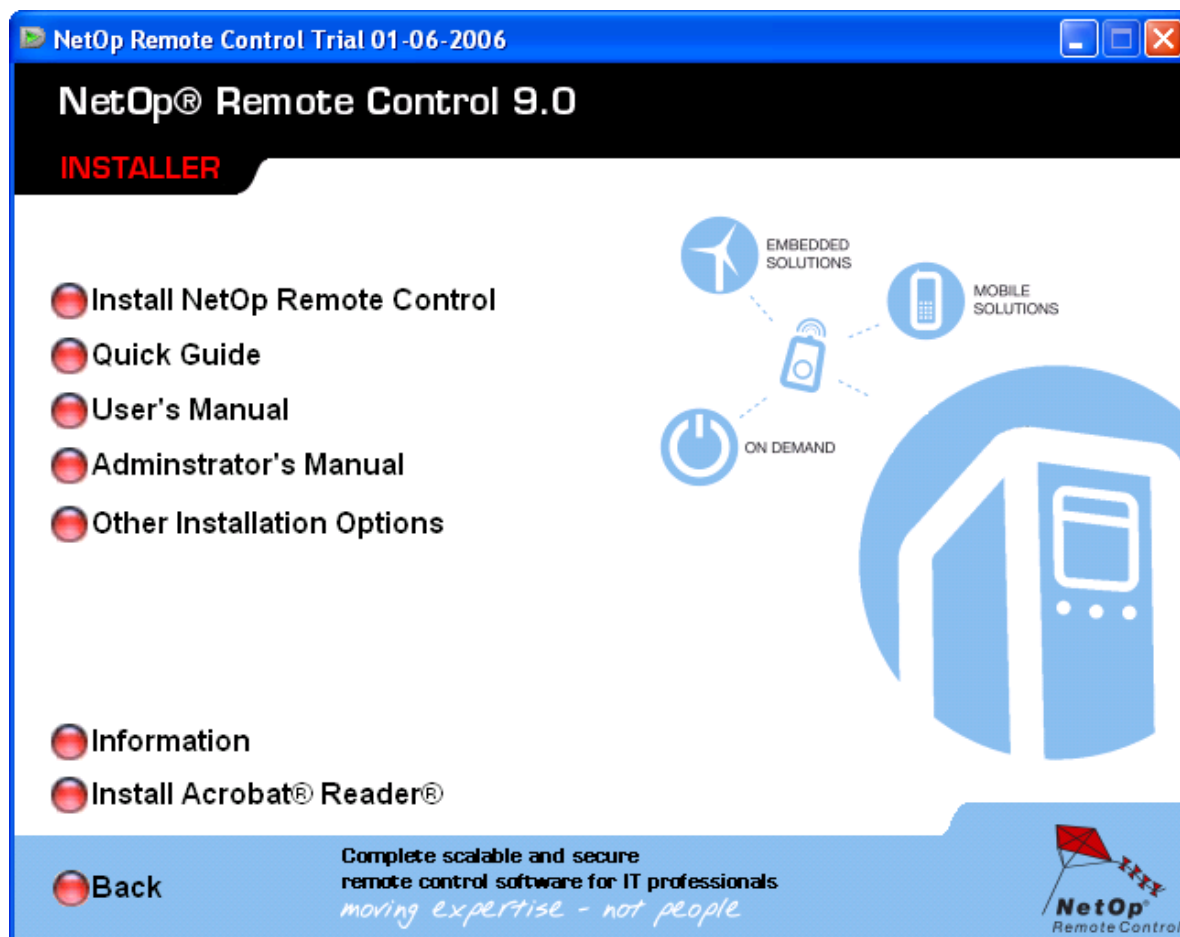 NetOp Remote Control Trial 01-06-2006
NetOp® Remote Control 9.0
INSTALLER
EMBEDDED
SOLUTIONS
MOBILE
SOLUTIONS
ON DEMAND
Install NetOp Remote Control
Quick Guide
User's Manual
Adminstrator's Manual
Other Installation Options
Information
Install Acrobat® Reader®
Back
Complete scalable and secure
remote control software for IT professionals
moving expertise - not people
NetOp®
Remote Control